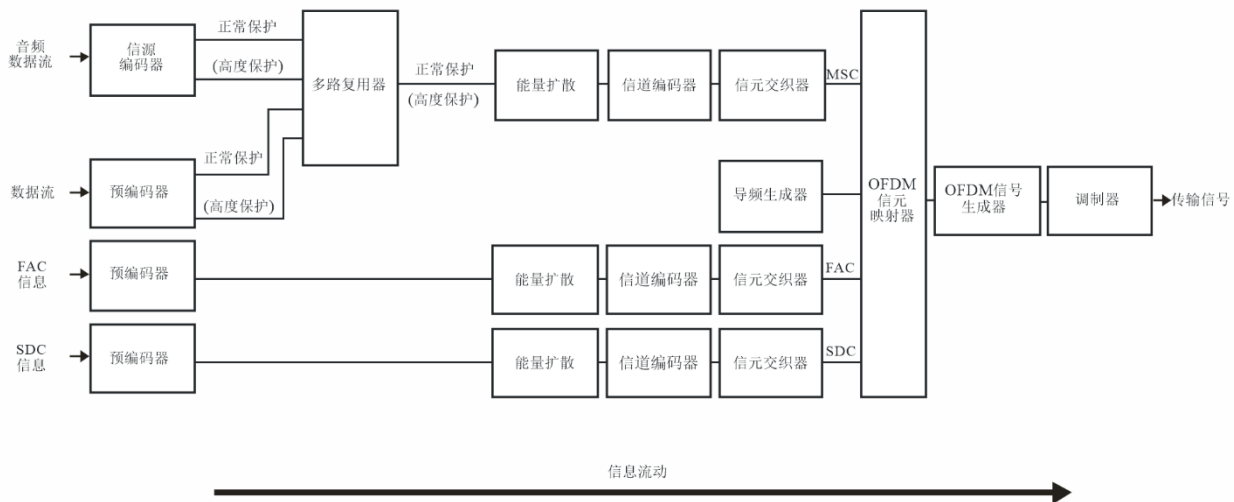 音频
数据流
信源
编码器
正常保护
(高度保护)
多路复用器
正常保护
(高度保护)
能量扩散
信道编码器
信元交织器
MSC
数据流
预编码器
正常保护
(高度保护)
导频生成器
OFDM
信元
映射器
OFDM信号
生成器
调制器
传输信号
FAC
信息
预编码器
能量扩散
信道编码器
信元交织器
FAC
SDC
信息
预编码器
能量扩散
信道编码器
信元交织器
SDC
信息流动